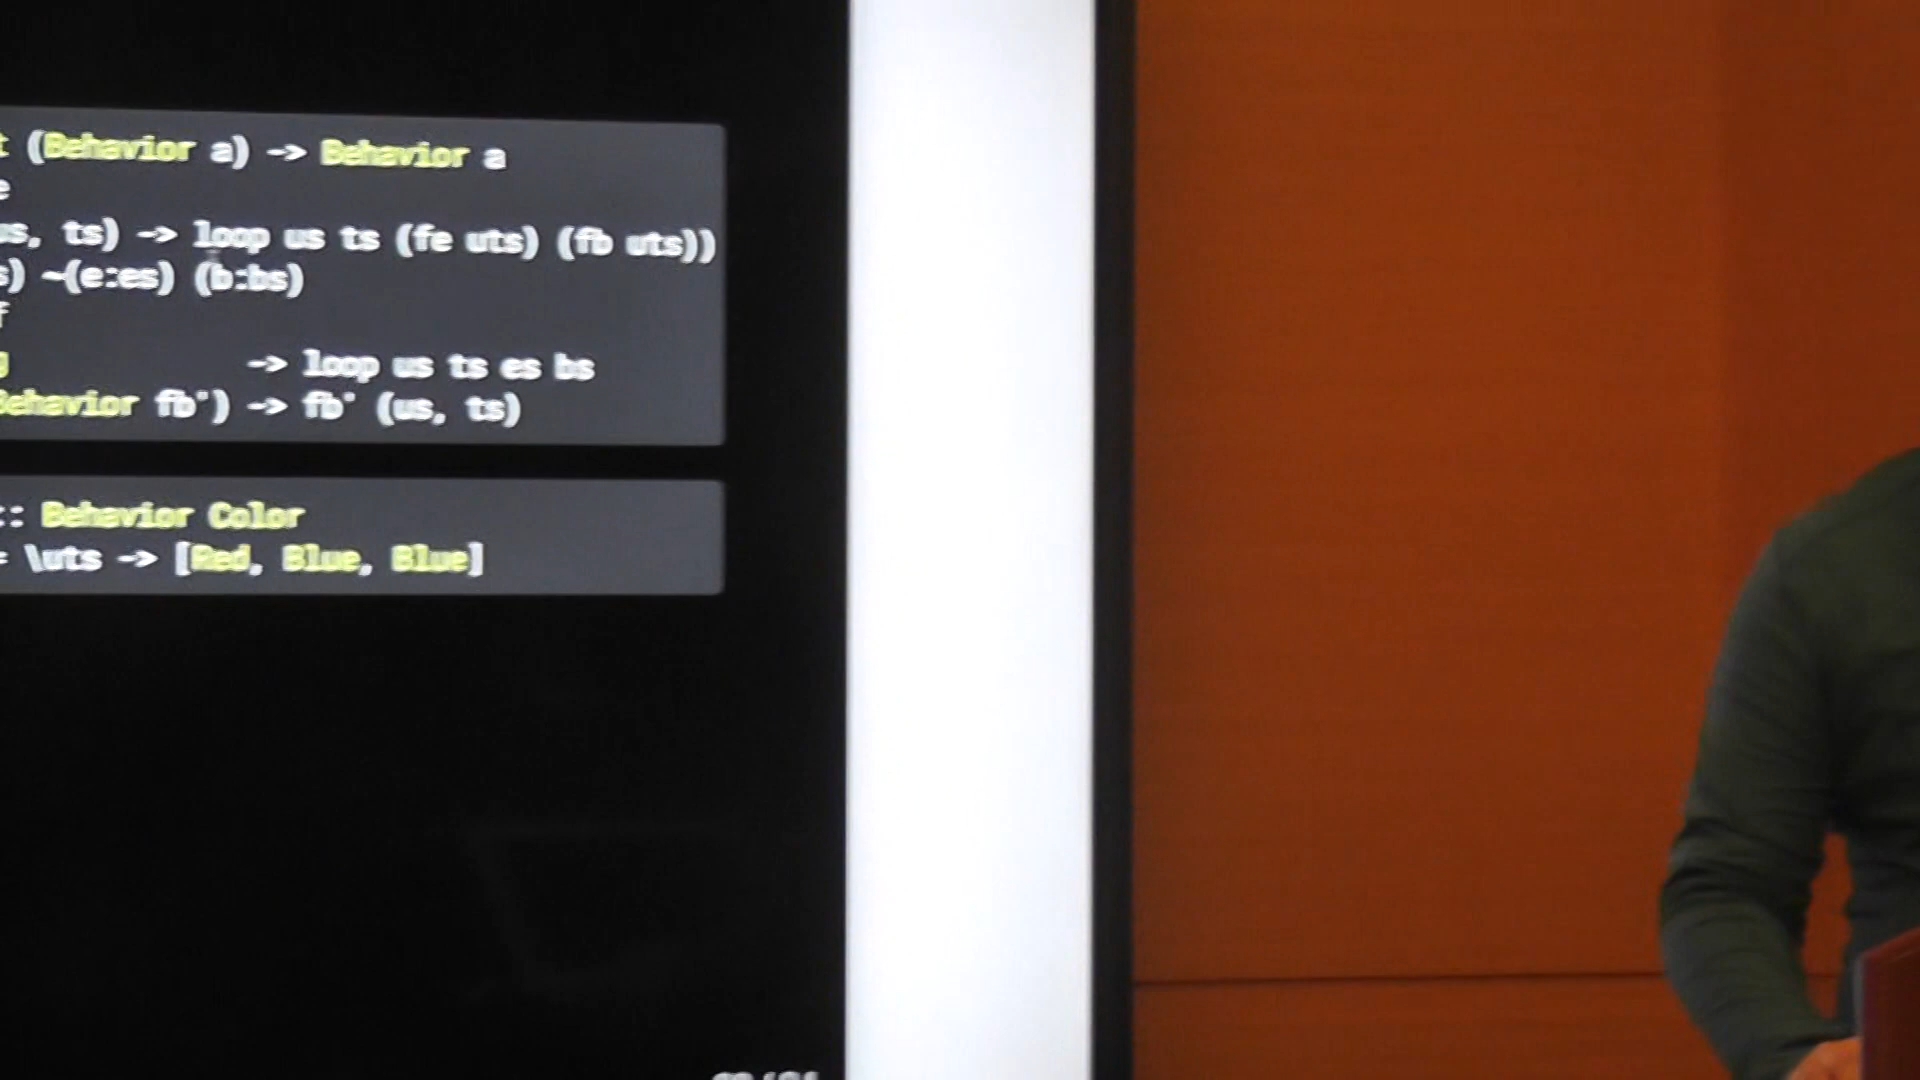 t (Behavior a) -> Behavior a
e
us, ts) -> loop us ts (fe uts) (fb uts))
s) ~(e:es) (b:bs)
f
g -> loop us ts es bs
Behavior fb') -> fb' (us, ts)
:: Behavior Color
= \uts -> [Red, Blue, Blue]